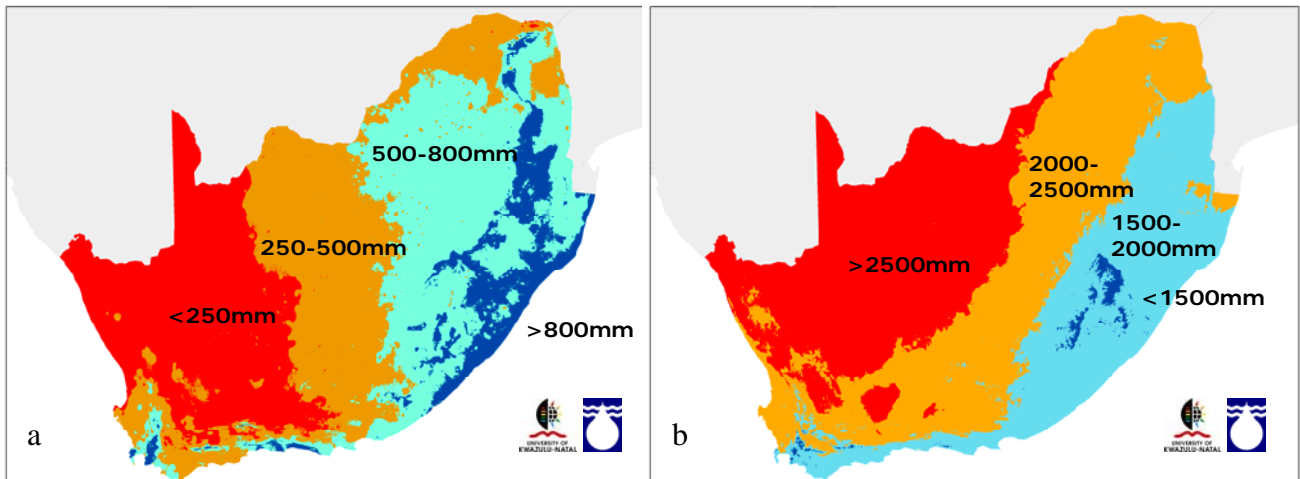 500-800mm
250-500mm
<250mm
>800mm
a
UNIVERSITY OF
KWAZULU-NATAL
2000-
2500mm
1500-
2000mm
>2500mm
<1500mm
b
UNIVERSITY OF
KWAZULU-NATAL